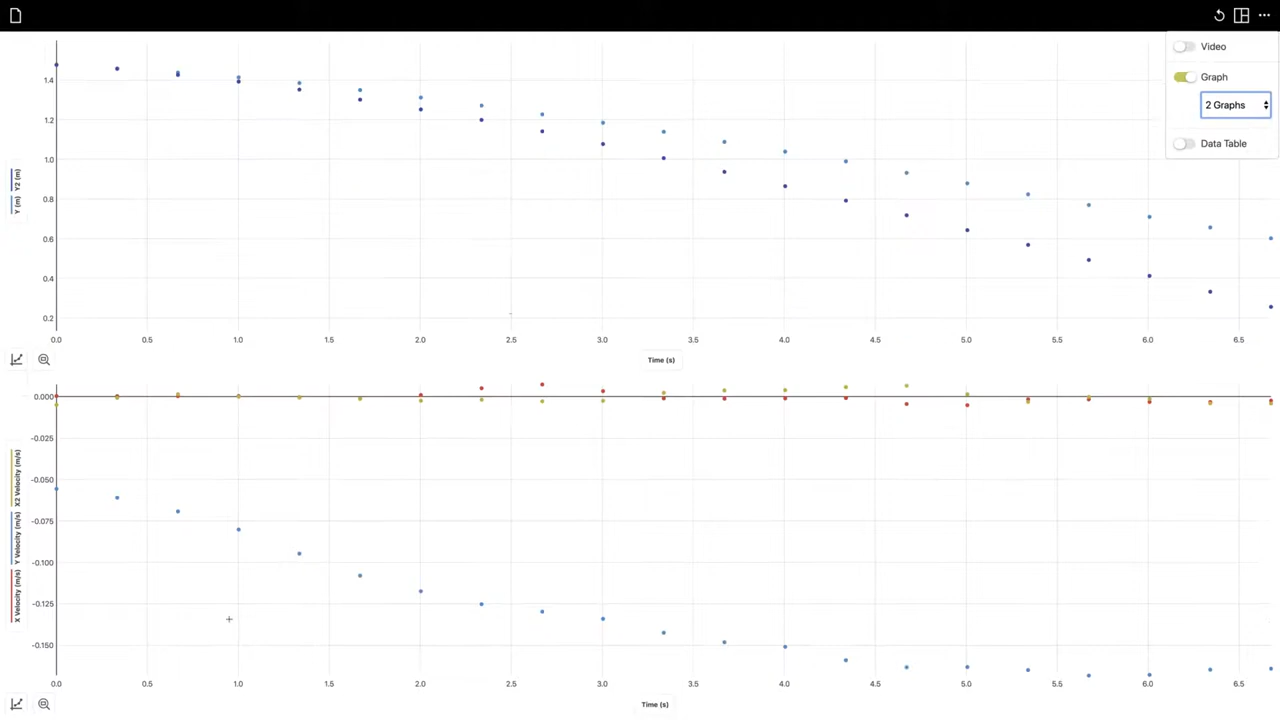 Video
Graph
2 Graphs
Data Table
1.4
1.2
1.0
0.8
0.6
0.4
0.2
Y2 (m)
Y (m)
0.0 0.5 1.0 1.5 2.0 2.5 3.0 3.5 4.0 4.5 5.0 5.5 6.0 6.5
Time (s)
0.000
-0.025
-0.050
-0.075
-0.100
-0.125
-0.150
X2 Velocity (m/s)
Y Velocity (m/s)
X Velocity (m/s)
0.0 0.5 1.0 1.5 2.0 2.5 3.0 3.5 4.0 4.5 5.0 5.5 6.0 6.5
Time (s)